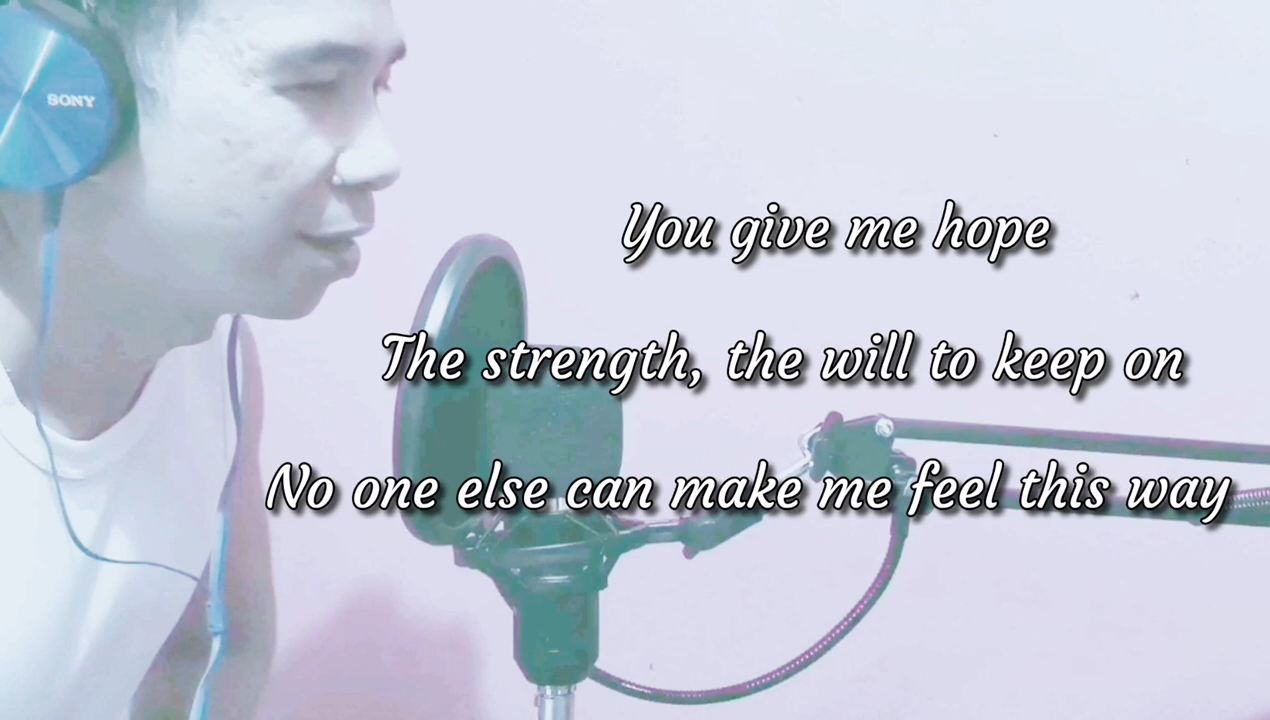 SONY
You give me hope
The strength, the will to keep on
No one else can make me feel this way